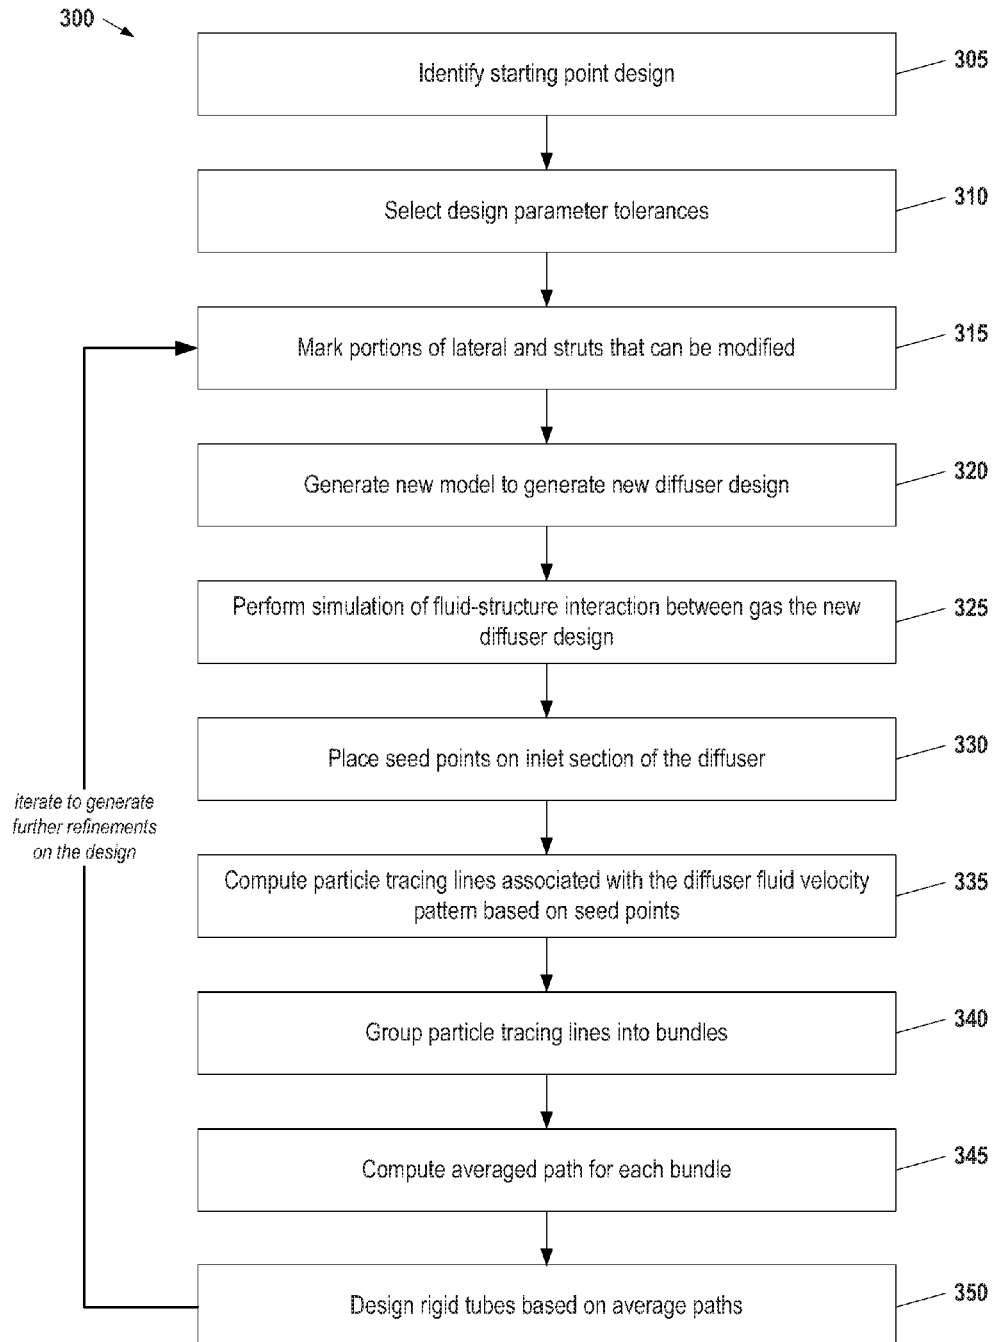 300
Identify starting point design
305
Select design parameter tolerances
310
Mark portions of lateral and struts that can be modified
315
Generate new model to generate new diffuser design
320
Perform simulation of fluid-structure interaction between gas the new
diffuser design
325
Place seed points on inlet section of the diffuser
330
iterate to generate
further refinements
on the design
Compute particle tracing lines associated with the diffuser fluid velocity
pattern based on seed points
335
Group particle tracing lines into bundles
340
Compute averaged path for each bundle
345
Design rigid tubes based on average paths
350